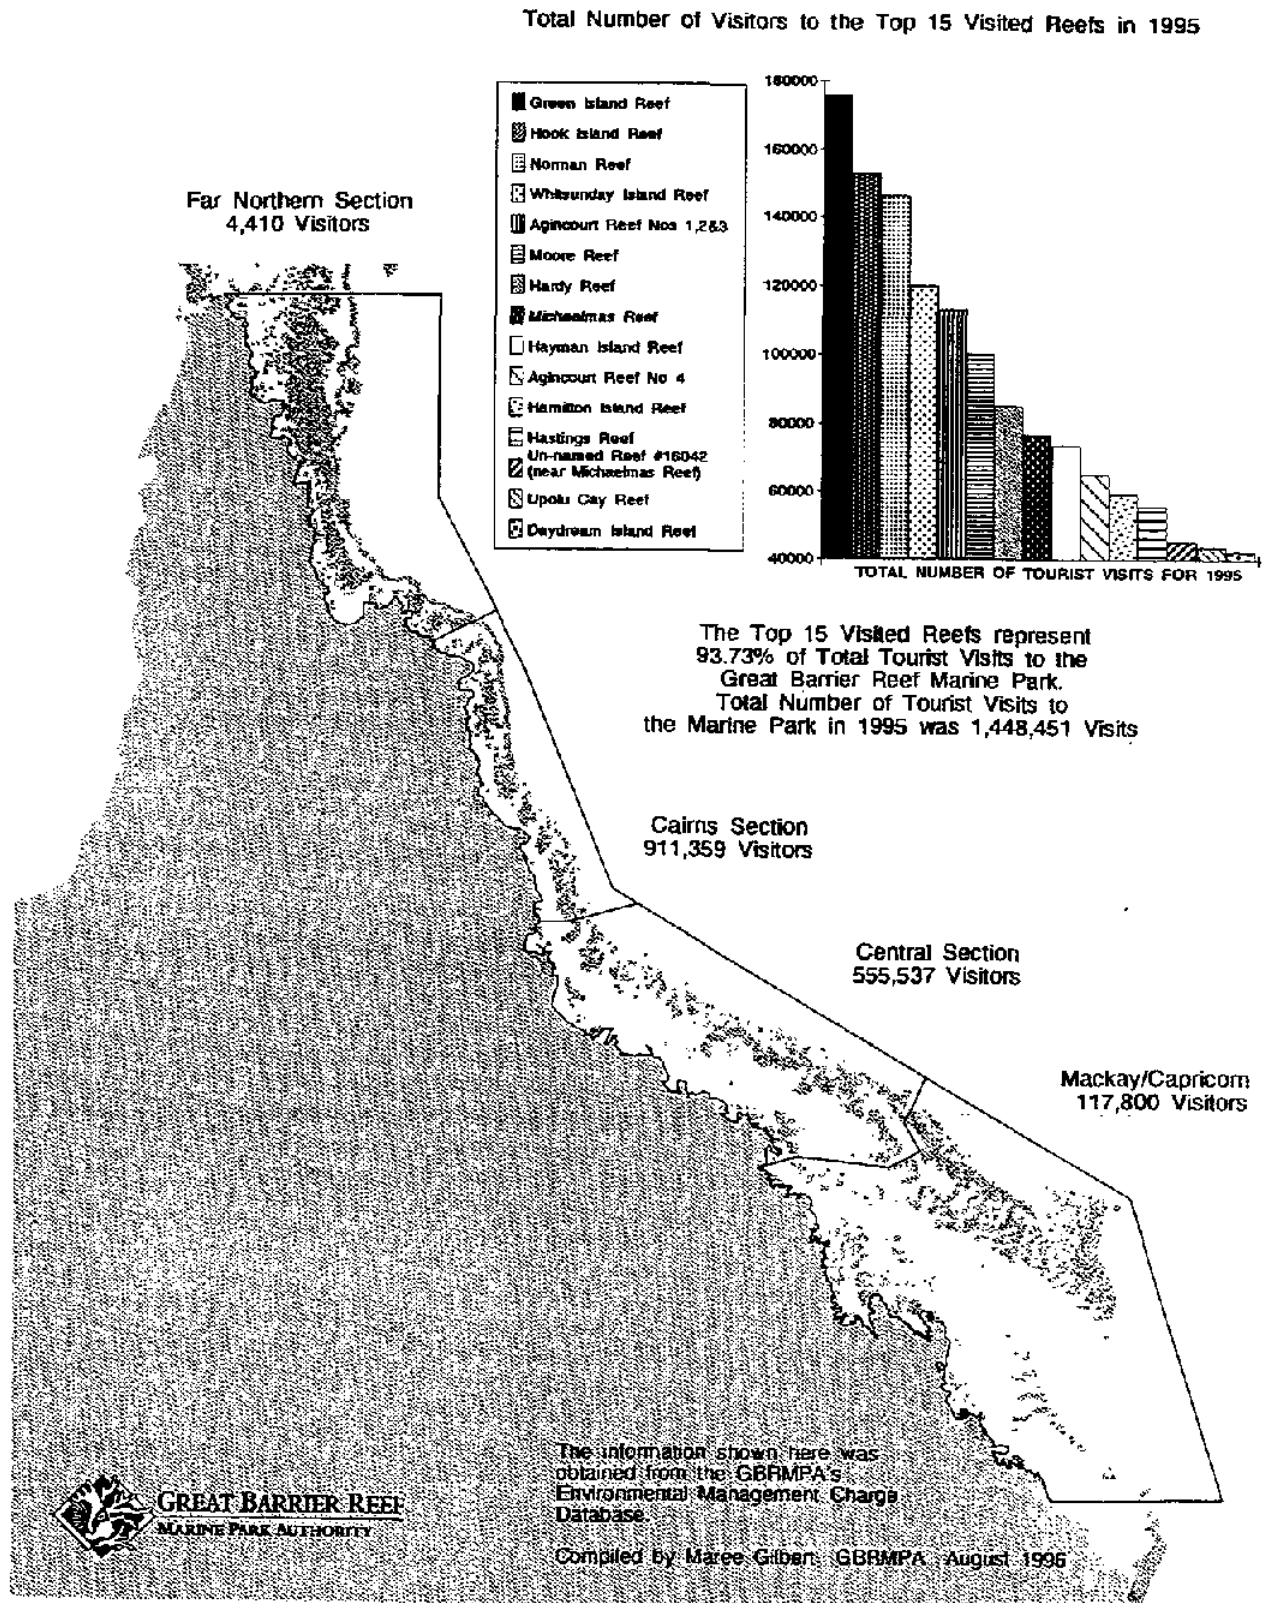 Total Number of Visitors to the Top 15 Visited Reefs in 1995
Green Island Reef
Hook Island Reef
Norman Reef
Whitsunday Island Reef
Agincourt Reef Nos 1,2&3
Moore Reef
Hardy Reef
Michaelmas Reef
Hayman Island Reef
Agincourt Reef No 4
Hamilton Island Reef
Hastings Reef
Un-named Reef #16042
(near Michaelmas Reef)
Upolu Cay Reef
Daydream Island Reef
180000
160000
140000
120000
100000
80000
60000
40000
TOTAL NUMBER OF TOURIST VISITS FOR 1995
Far Northern Section
4,410 Visitors
The Top 15 Visited Reefs represent
93.73% of Total Tourist Visits to the
Great Barrier Reef Marine Park.
Total Number of Tourist Visits to
the Marine Park in 1995 was 1,448,451 Visits
Cairns Section
911,359 Visitors
Central Section
555,537 Visitors
Mackay/Capricorn
117,800 Visitors
The information shown here was
obtained from the GBRMPA's
Environmental Management Charge
Database.
Compiled by Maree Gilbert. GBRMPA August 1996
GREAT BARRIER REEF
MARINE PARK AUTHORITY